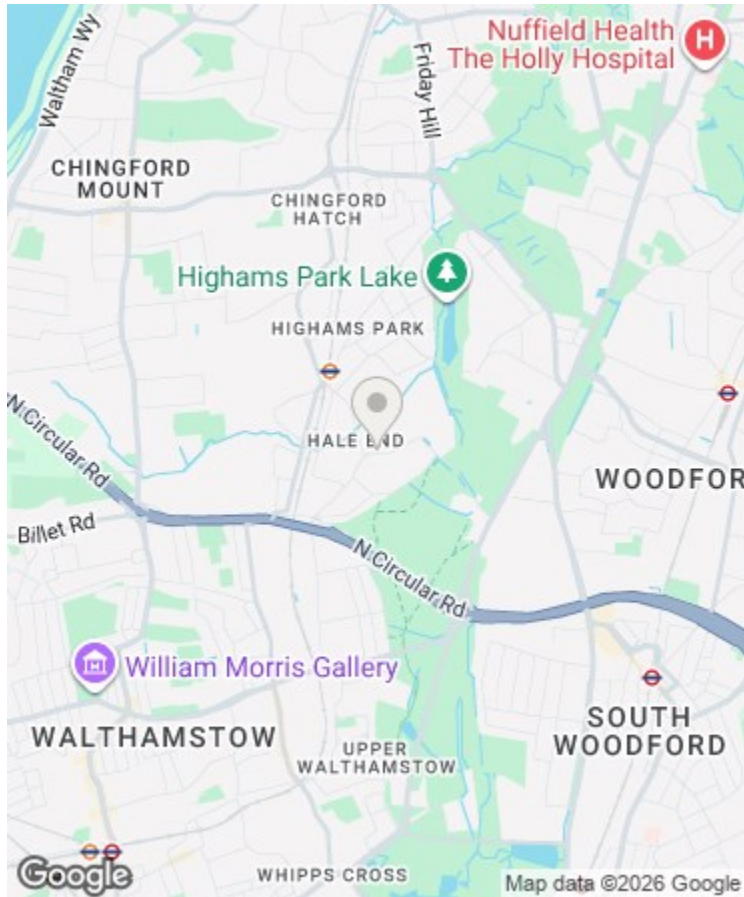 Nuffield Health
The Holly Hospital
H
Waltham Wy
Friday Hill
CHINGFORD
MOUNT
CHINGFORD
HATCH
Highams Park Lake
HIGHAMS PARK
N Circular Rd
HALE END
WOODFOR
Billet Rd
N Circular Rd
William Morris Gallery
SOUTH
WOODFORD
WALTHAMSTOW
UPPER
WALTHAMSTOW
WHIPPS CROSS
Google
Map data ©2026 Google